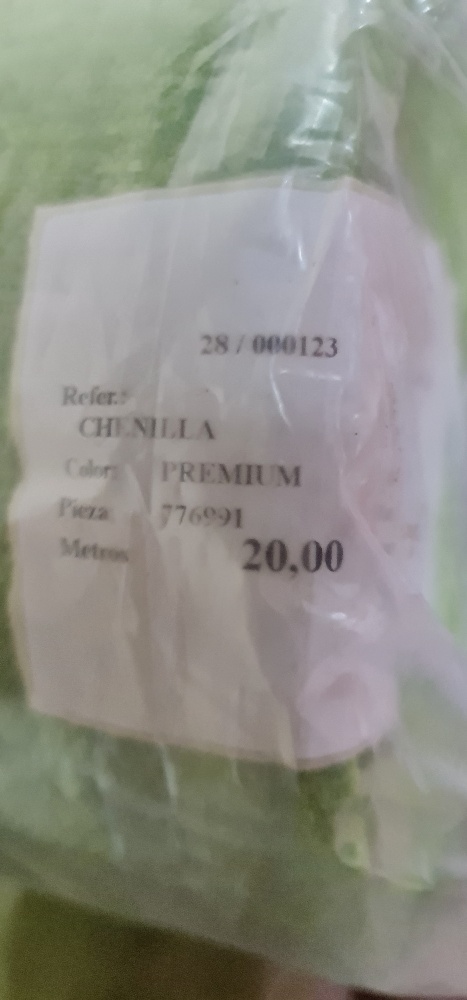 28 / 000123
Refer.:
CHENILLA
Color: PREMIUM
Pieza: 776991
Metros 20,00